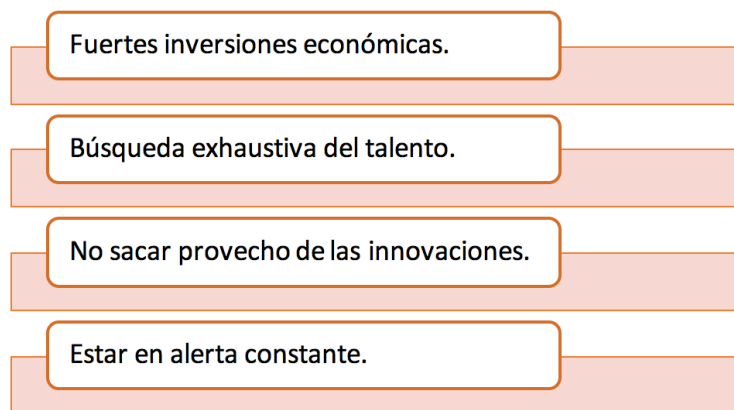 Fuertes inversiones económicas.
Búsqueda exhaustiva del talento.
No sacar provecho de las innovaciones.
Estar en alerta constante.